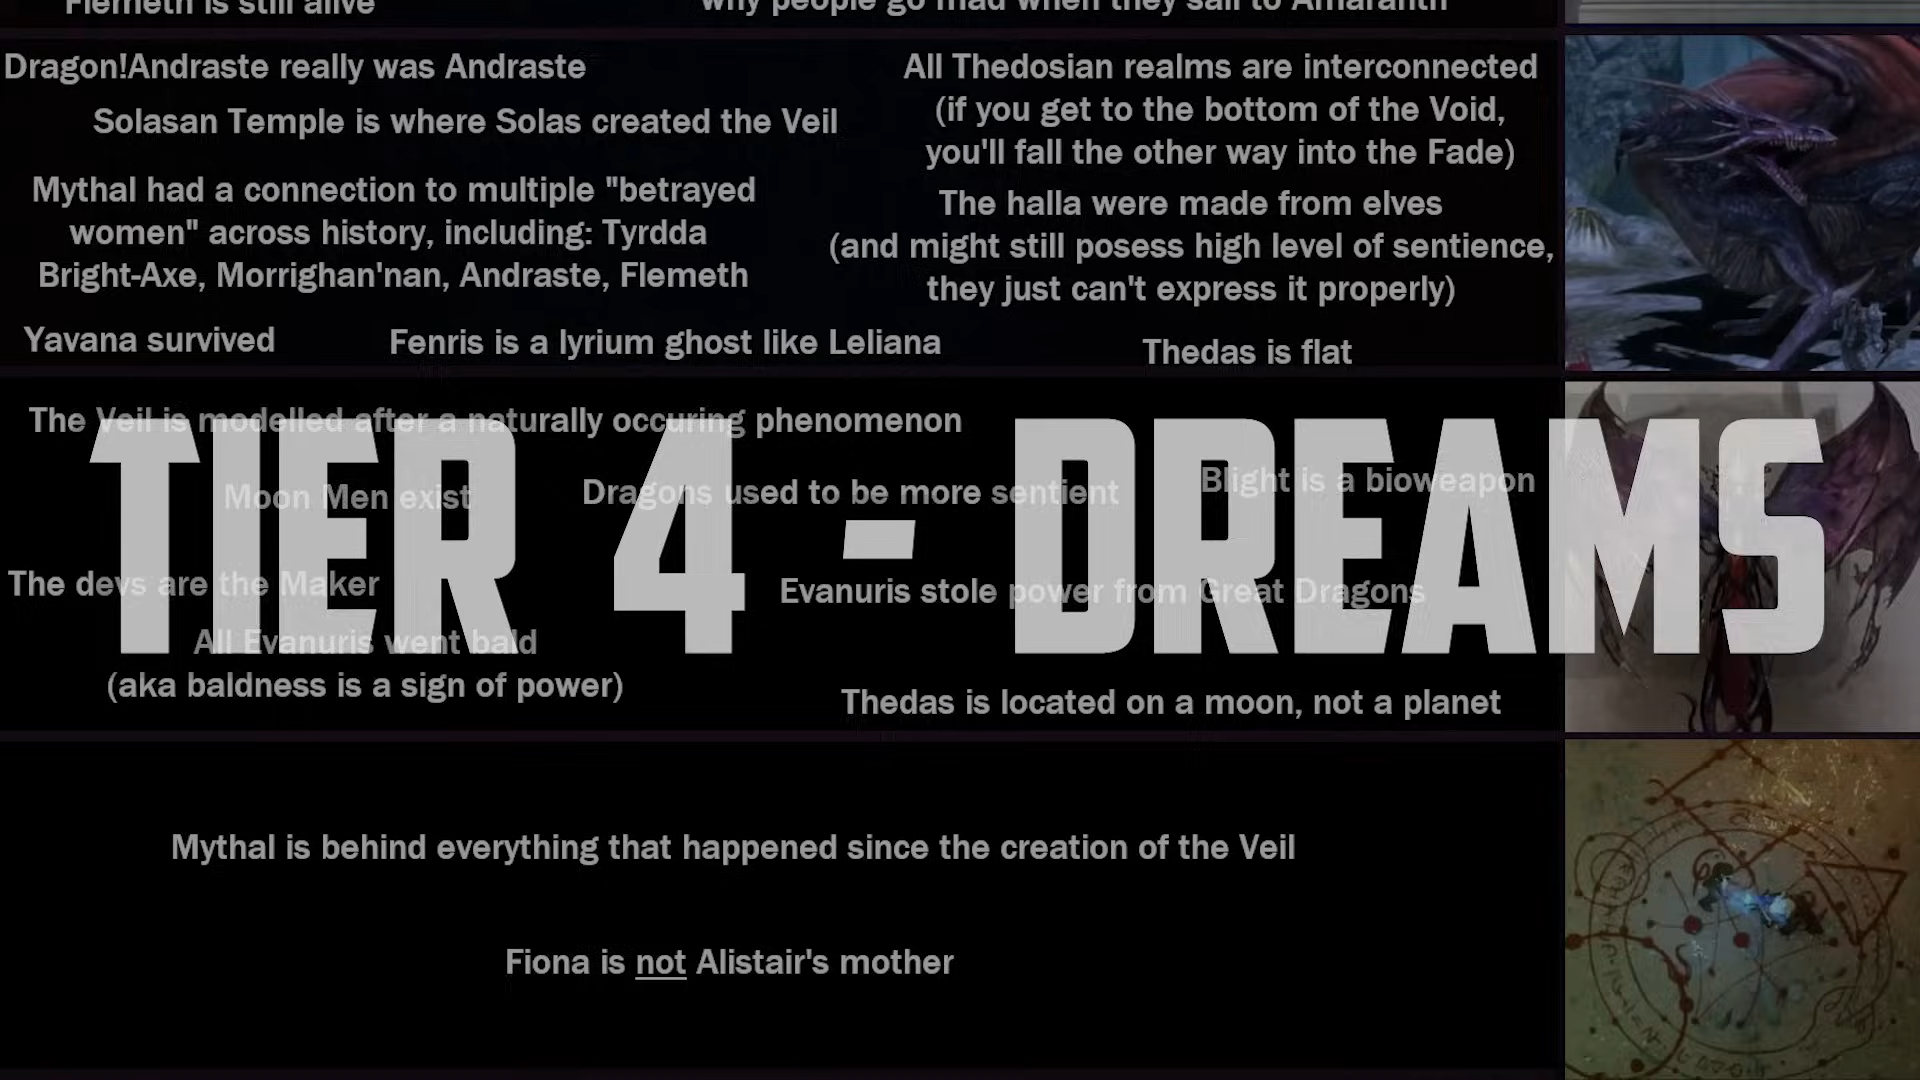 Flemeth is still alive
why people go mad when they sail to Amaranth
Dragon!Andraste really was Andraste
Solasan Temple is where Solas created the Veil
All Thedosian realms are interconnected
(if you get to the bottom of the Void,
you'll fall the other way into the Fade)
Mythal had a connection to multiple "betrayed
women" across history, including: Tyrdda
Bright-Axe, Morrighan'nan, Andraste, Flemeth
The halla were made from elves
(and might still posess high level of sentience,
they just can't express it properly)
Yavana survived
Fenris is a lyrium ghost like Leliana
Thedas is flat
TIER 4 - DREAMS
The Veil is modelled after a naturally occuring phenomenon
Moon Men exist
Dragons used to be more sentient
Blight is a bioweapon
The devs are the Maker
Evanuris stole power from Great Dragons
All Evanuris went bald
(aka baldness is a sign of power)
Thedas is located on a moon, not a planet
Mythal is behind everything that happened since the creation of the Veil
Fiona is not Alistair's mother